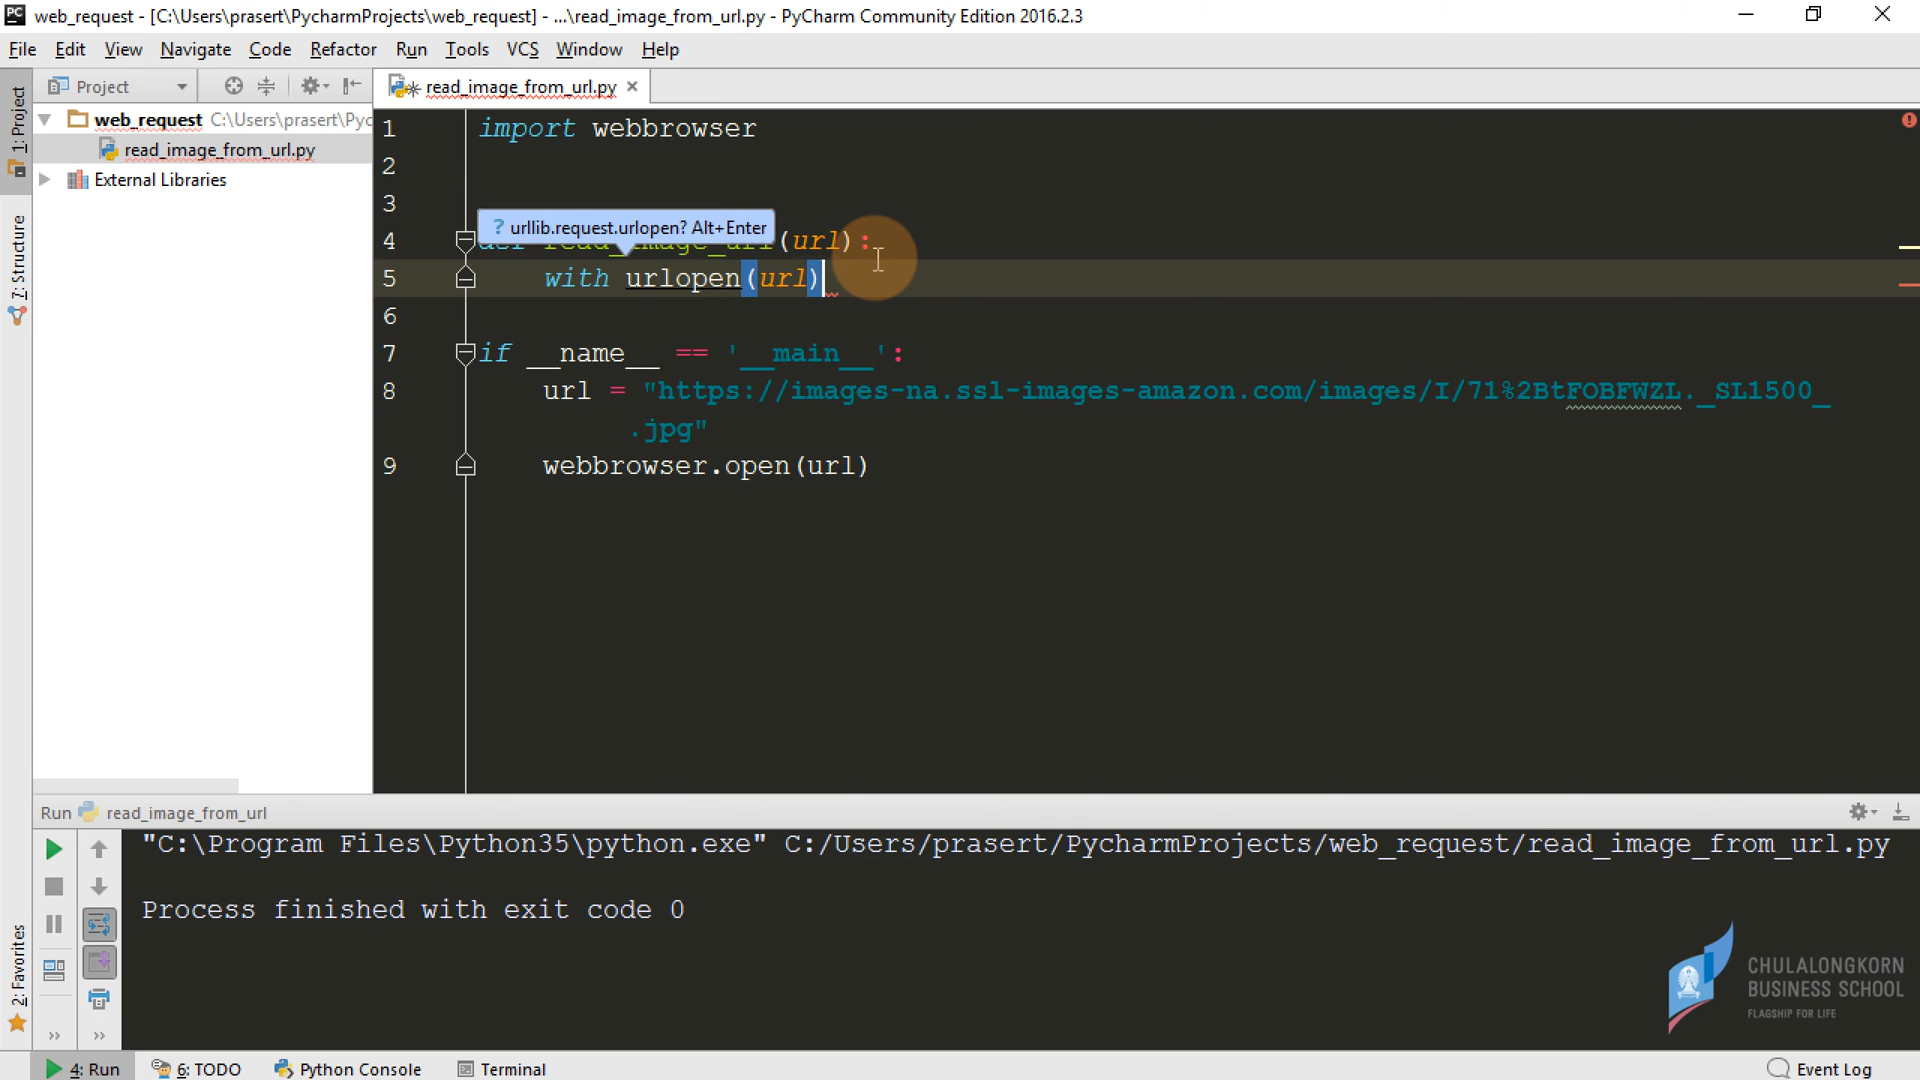 web_request - [C:\Users\prasert\PycharmProjects\web_request] - ...\read_image_from_url.py - PyCharm Community Edition 2016.2.3
File Edit View Navigate Code Refactor Run Tools VCS Window Help
Project
read_image_from_url.py
web_request C:\Users\prasert\Pyc
read_image_from_url.py
External Libraries
1: Project
7: Structure
2: Favorites
1 import webbrowser
2
3
? urllib.request.urlopen? Alt+Enter
4 def read_image_url(url):
5 with urlopen(url)
6
7 if __name__ == '__main__':
8 url = "https://images-na.ssl-images-amazon.com/images/I/71%2BtFOBFWZL._SL1500_
.jpg"
9 webbrowser.open(url)
Run read_image_from_url
"C:\Program Files\Python35\python.exe" C:/Users/prasert/PycharmProjects/web_request/read_image_from_url.py
Process finished with exit code 0
CHULALONGKORN
BUSINESS SCHOOL
FLAGSHIP FOR LIFE
4: Run 6: TODO Python Console Terminal Event Log